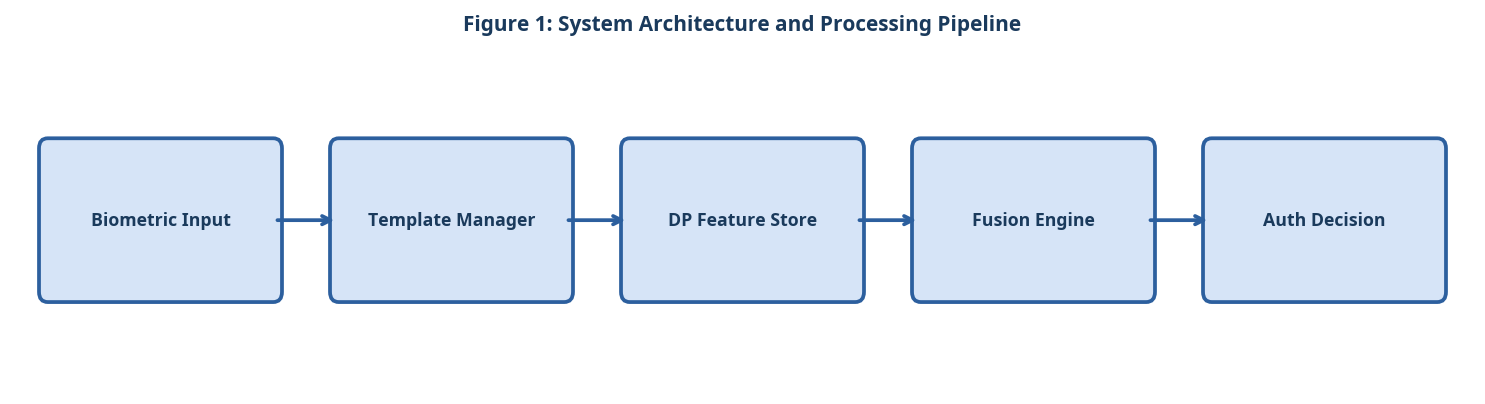 Figure 1: System Architecture and Processing Pipeline
Biometric Input
Template Manager
DP Feature Store
Fusion Engine
Auth Decision